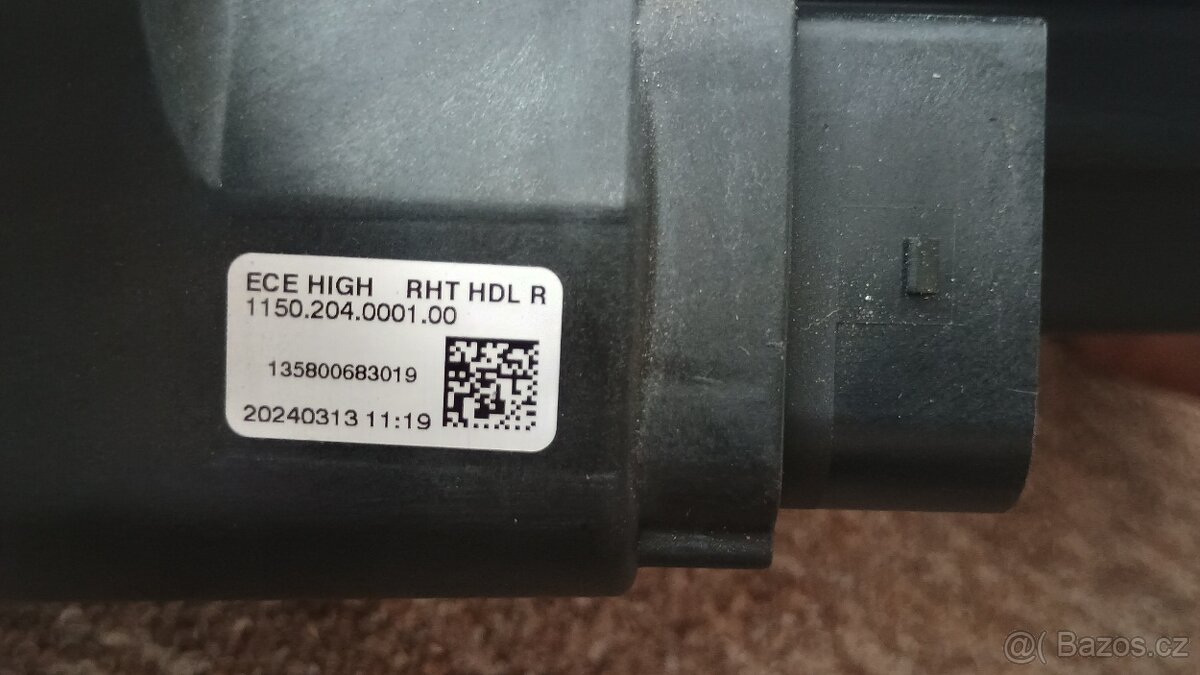 ECE HIGH RHT HDL R
1150.204.0001.00
135800683019
20240313 11:19
@( Bazos.cz